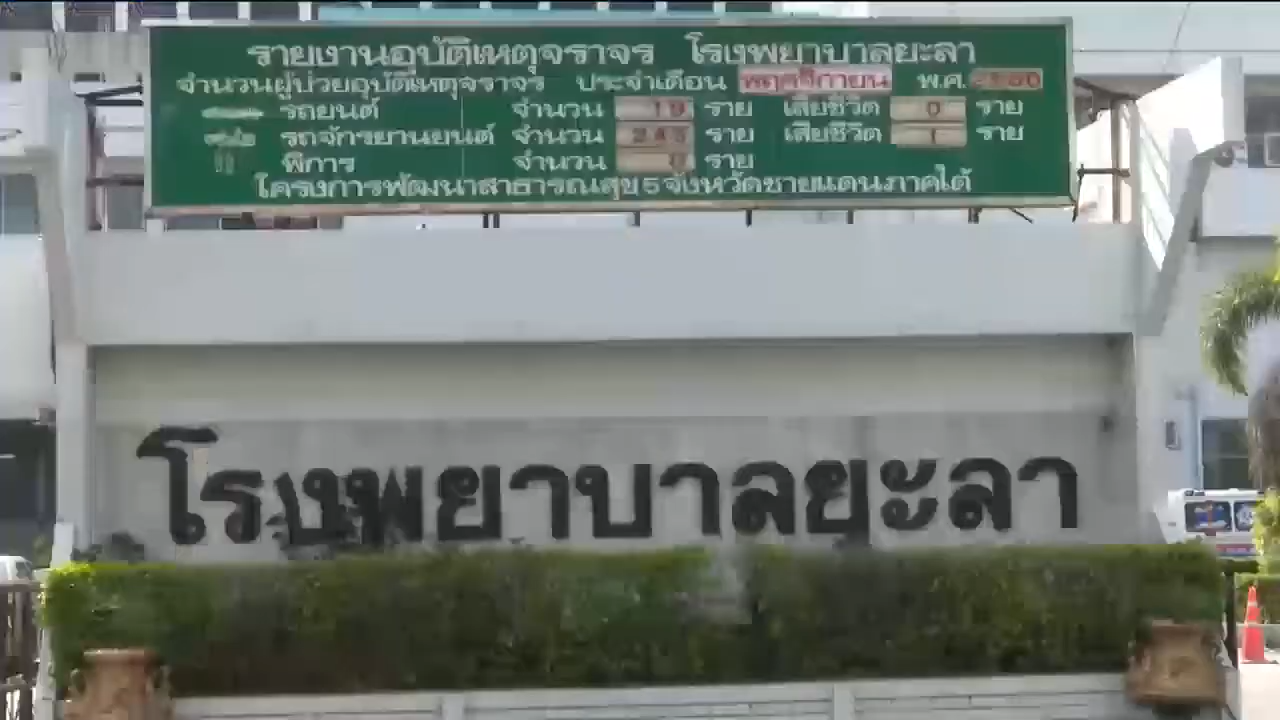 รายงานอุบัติเหตุจราจร โรงพยาบาลยะลา
จำนวนผู้ป่วยอุบัติเหตุจราจร ประจำเดือน พฤศจิกายน พ.ศ.
รถยนต์ จำนวน 19 ราย เสียชีวิต 0 ราย
รถจักรยานยนต์ จำนวน 243 ราย เสียชีวิต 1 ราย
พิการ จำนวน 0 ราย
โครงการพัฒนาสาธารณสุข 5 จังหวัดชายแดนภาคใต้
โรงพยาบาลยะลา